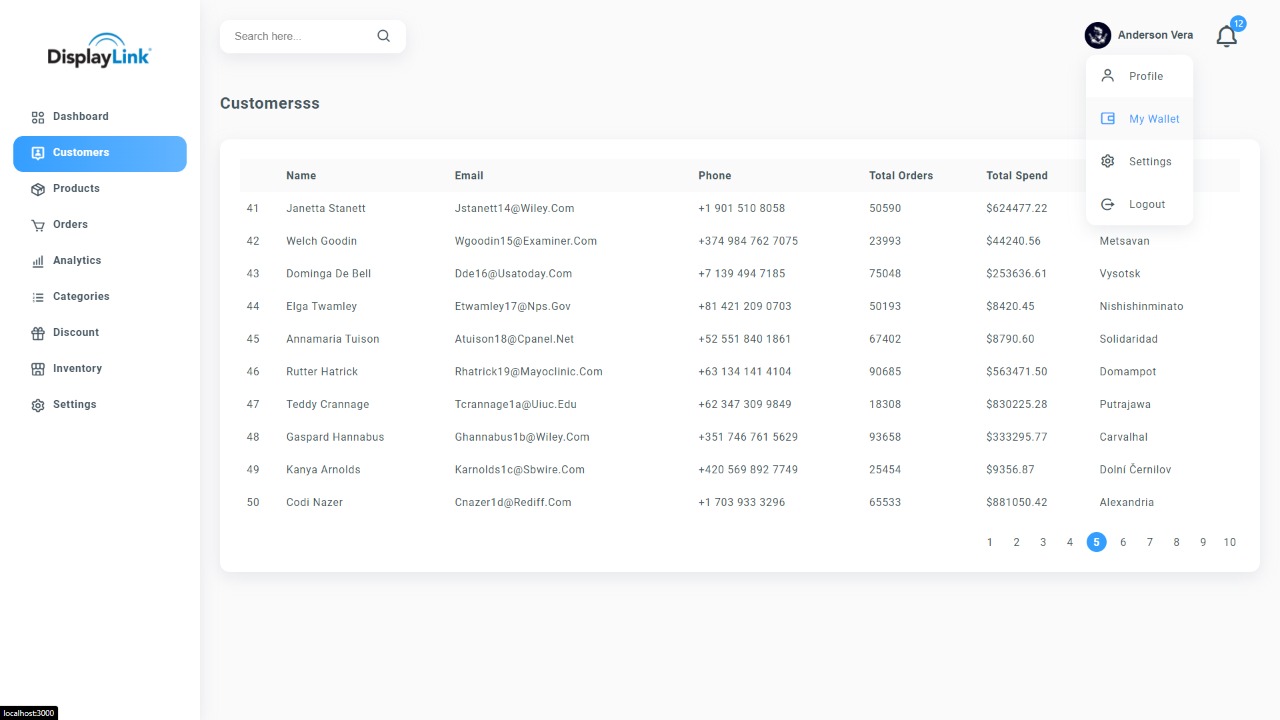 DisplayLink
Search here...
Anderson Vera
12
Profile
My Wallet
Settings
Logout
Dashboard
Customers
Products
Orders
Analytics
Categories
Discount
Inventory
Settings
Customersss
Name Email Phone Total Orders Total Spend
41 Janetta Stanett Jstanett14@Wiley.Com +1 901 510 8058 50590 $624477.22
42 Welch Goodin Wgoodin15@Examiner.Com +374 984 762 7075 23993 $44240.56 Metsavan
43 Dominga De Bell Dde16@Usatoday.Com +7 139 494 7185 75048 $253636.61 Vysotsk
44 Elga Twamley Etwamley17@Nps.Gov +81 421 209 0703 50193 $8420.45 Nishishinminato
45 Annamaria Tuison Atuison18@Cpanel.Net +52 551 840 1861 67402 $8790.60 Solidaridad
46 Rutter Hatrick Rhatrick19@Mayoclinic.Com +63 134 141 4104 90685 $563471.50 Domampot
47 Teddy Crannage Tcrannage1a@Uiuc.Edu +62 347 309 9849 18308 $830225.28 Putrajawa
48 Gaspard Hannabus Ghannabus1b@Wiley.Com +351 746 761 5629 93658 $333295.77 Carvalhal
49 Kanya Arnolds Karnolds1c@Sbwire.Com +420 569 892 7749 25454 $9356.87 Dolní Černilov
50 Codi Nazer Cnazer1d@Rediff.Com +1 703 933 3296 65533 $881050.42 Alexandria
1 2 3 4 5 6 7 8 9 10
localhost:3000